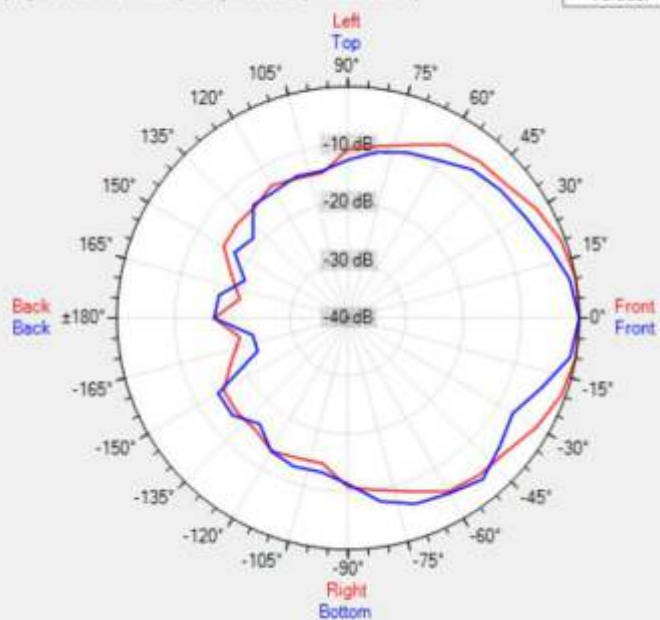 Left
Top
90°
105°
75°
120°
60°
135°
45°
150°
30°
165°
15°
-10 dB
-20 dB
-30 dB
-40 dB
Back
Back
±180°
0°
Front
Front
-165°
-15°
-150°
-30°
-135°
-45°
-120°
-60°
-105°
-75°
-90°
Right
Bottom